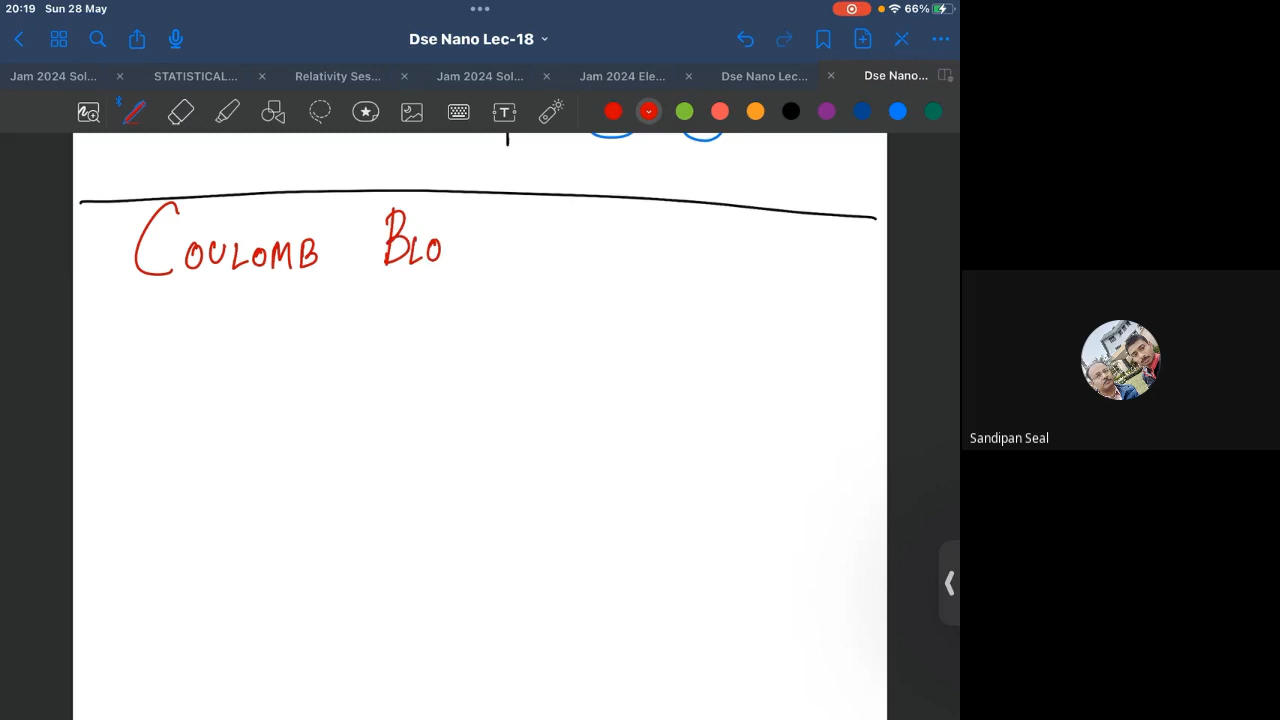 20:19 Sun 28 May
66%
Dse Nano Lec-18
Jam 2024 Sol...
STATISTICAL...
Relativity Ses...
Jam 2024 Sol...
Jam 2024 Ele...
Dse Nano Lec...
Dse Nano...
T
COULOMB BLO
Sandipan Seal